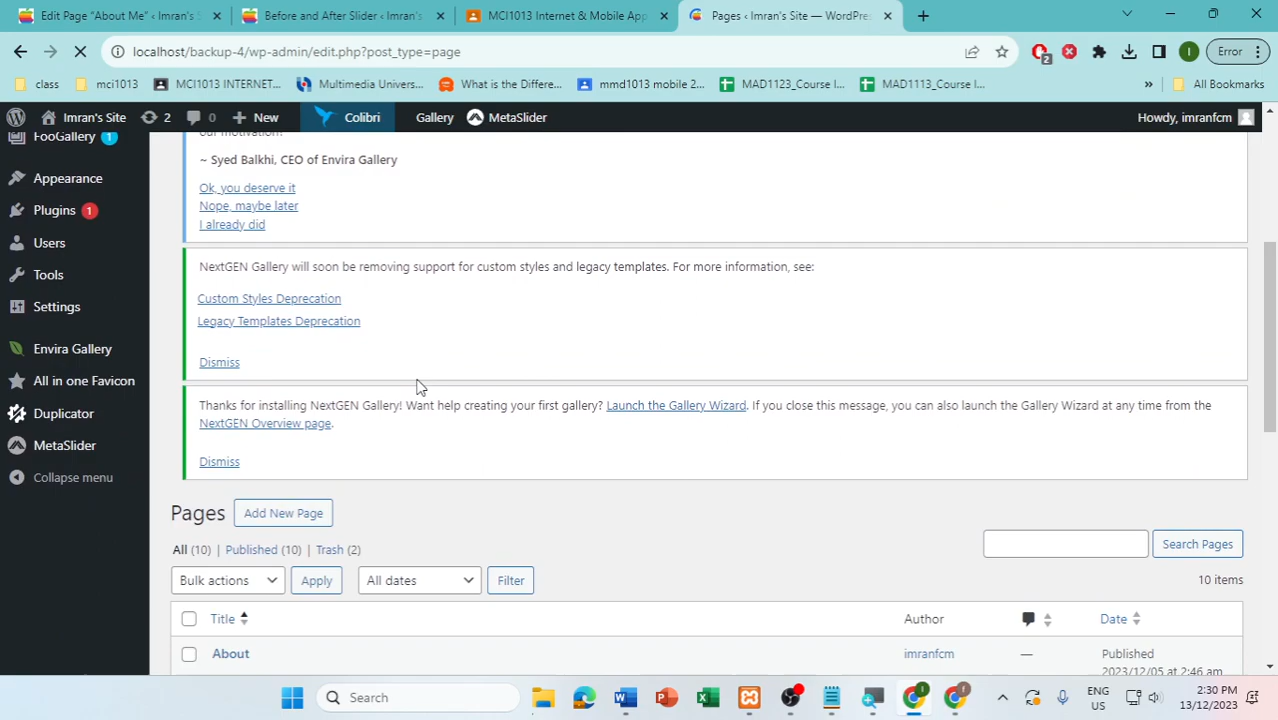 Edit Page “About Me” ‹ Imran's S
Before and After Slider ‹ Imran's
MCI1013 Internet & Mobile App
Pages ‹ Imran's Site — WordPres
localhost/backup-4/wp-admin/edit.php?post_type=page
2
I
Error
class
mci1013
MCI1013 INTERNET...
Multimedia Univers...
What is the Differe...
mmd1013 mobile 2...
MAD1123_Course I...
MAD1113_Course I...
»
All Bookmarks
Imran's Site
2
0
New
Colibri
Gallery
MetaSlider
Howdy, imranfcm
FooGallery 1
Appearance
Plugins 1
Users
Tools
Settings
Envira Gallery
All in one Favicon
Duplicator
MetaSlider
Collapse menu
our motivation!
~ Syed Balkhi, CEO of Envira Gallery
Ok, you deserve it
Nope, maybe later
I already did
NextGEN Gallery will soon be removing support for custom styles and legacy templates. For more information, see:
Custom Styles Deprecation
Legacy Templates Deprecation
Dismiss
Thanks for installing NextGEN Gallery! Want help creating your first gallery? Launch the Gallery Wizard. If you close this message, you can also launch the Gallery Wizard at any time from the
NextGEN Overview page.
Dismiss
Pages
Add New Page
All (10) | Published (10) | Trash (2)
Search Pages
Bulk actions
Apply
All dates
Filter
10 items
Title
Author
Date
About
imranfcm
—
Published
2023/12/05 at 2:46 am
Search
ENG
US
2:30 PM
13/12/2023